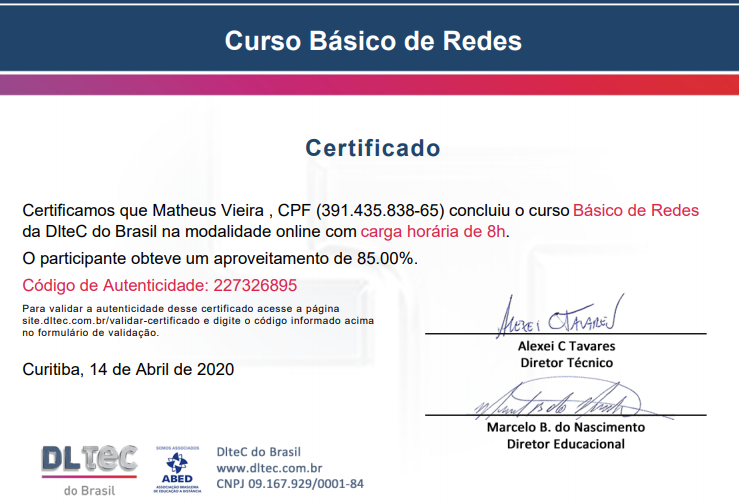 Curso Básico de Redes
Certificado
Certificamos que Matheus Vieira , CPF (391.435.838-65) concluiu o curso Básico de Redes
da DlteC do Brasil na modalidade online com carga horária de 8h.
O participante obteve um aproveitamento de 85.00%.
Código de Autenticidade: 227326895
Para validar a autenticidade desse certificado acesse a página
site.dltec.com.br/validar-certificado e digite o código informado acima
no formulário de validação.
Curitiba, 14 de Abril de 2020
Alexei C Tavares
Alexei C Tavares
Diretor Técnico
Marcelo B. do Nascimento
Diretor Educacional
DLTEC
do Brasil
SOMOS ASSOCIADOS
ABED
ASSOCIAÇÃO BRASILEIRA
DE EDUCAÇÃO A DISTÂNCIA
DlteC do Brasil
www.dltec.com.br
CNPJ 09.167.929/0001-84